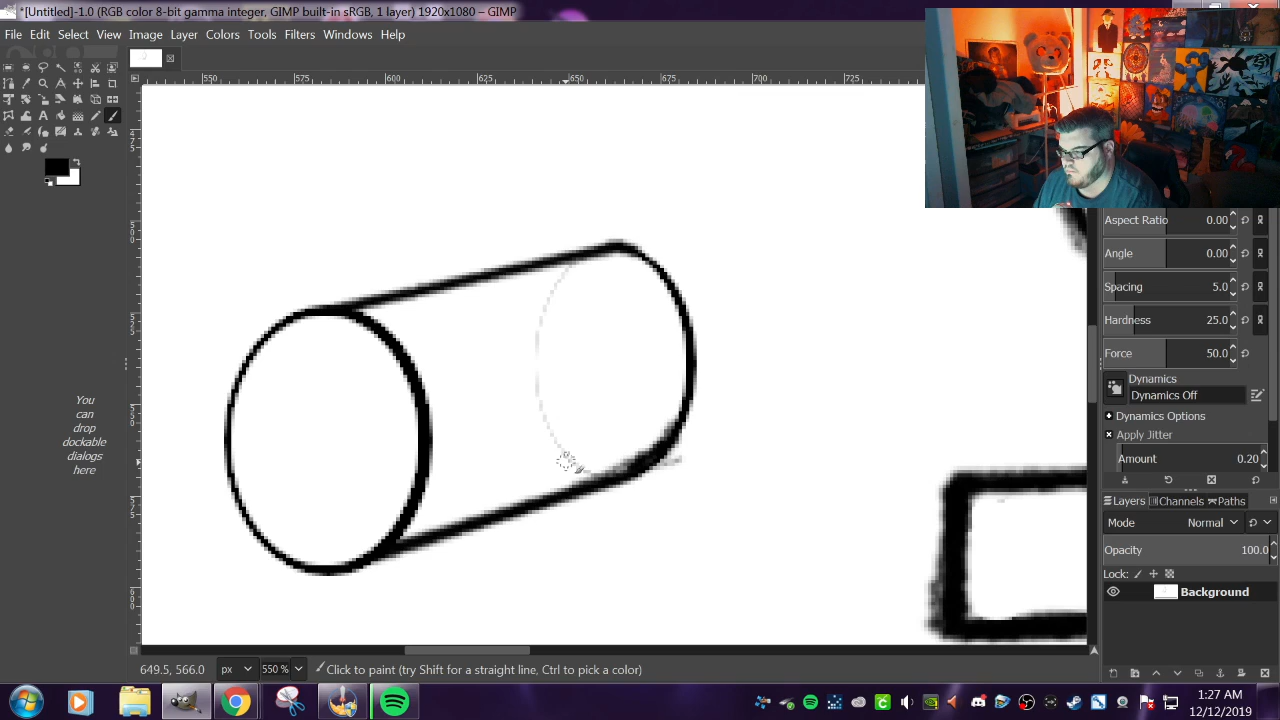 *[Untitled]-1.0 (RGB color 8-bit gamma integer, GIMP built-in sRGB, 1 layer) 1920x1080 – GIMP
File Edit Select View Image Layer Colors Tools Filters Windows Help
550 575 600 625 650 675 700 725
You
can
drop
dockable
dialogs
here
Aspect Ratio 0.00
Angle 0.00
Spacing 5.0
Hardness 25.0
Force 50.0
Dynamics
Dynamics Off
Dynamics Options
Apply Jitter
Amount 0.20
Layers Channels Paths
Mode Normal
Opacity 100.0
Lock:
Background
649.5, 566.0 px 550 % Click to paint (try Shift for a straight line, Ctrl to pick a color)
1:27 AM
12/12/2019